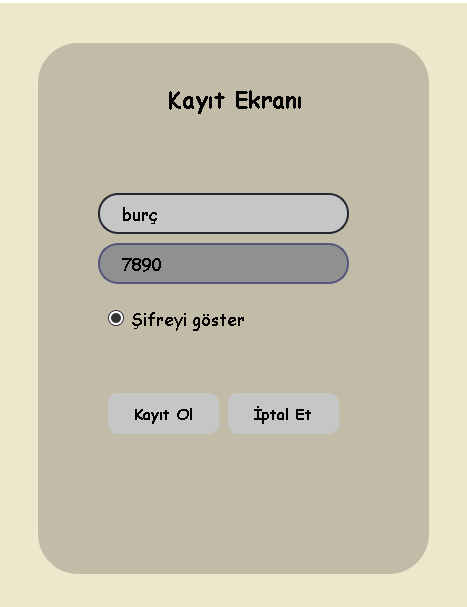 Kayıt Ekranı
burç
7890
Şifreyi göster
Kayıt Ol
İptal Et